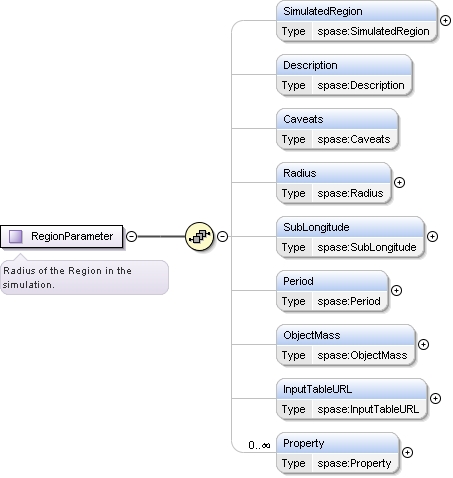 SimulatedRegion
Type spase:SimulatedRegion
Description
Type spase:Description
Caveats
Type spase:Caveats
Radius
Type spase:Radius
SubLongitude
Type spase:SubLongitude
RegionParameter
Radius of the Region in the
simulation.
Period
Type spase:Period
ObjectMass
Type spase:ObjectMass
InputTableURL
Type spase:InputTableURL
0..∞
Property
Type spase:Property